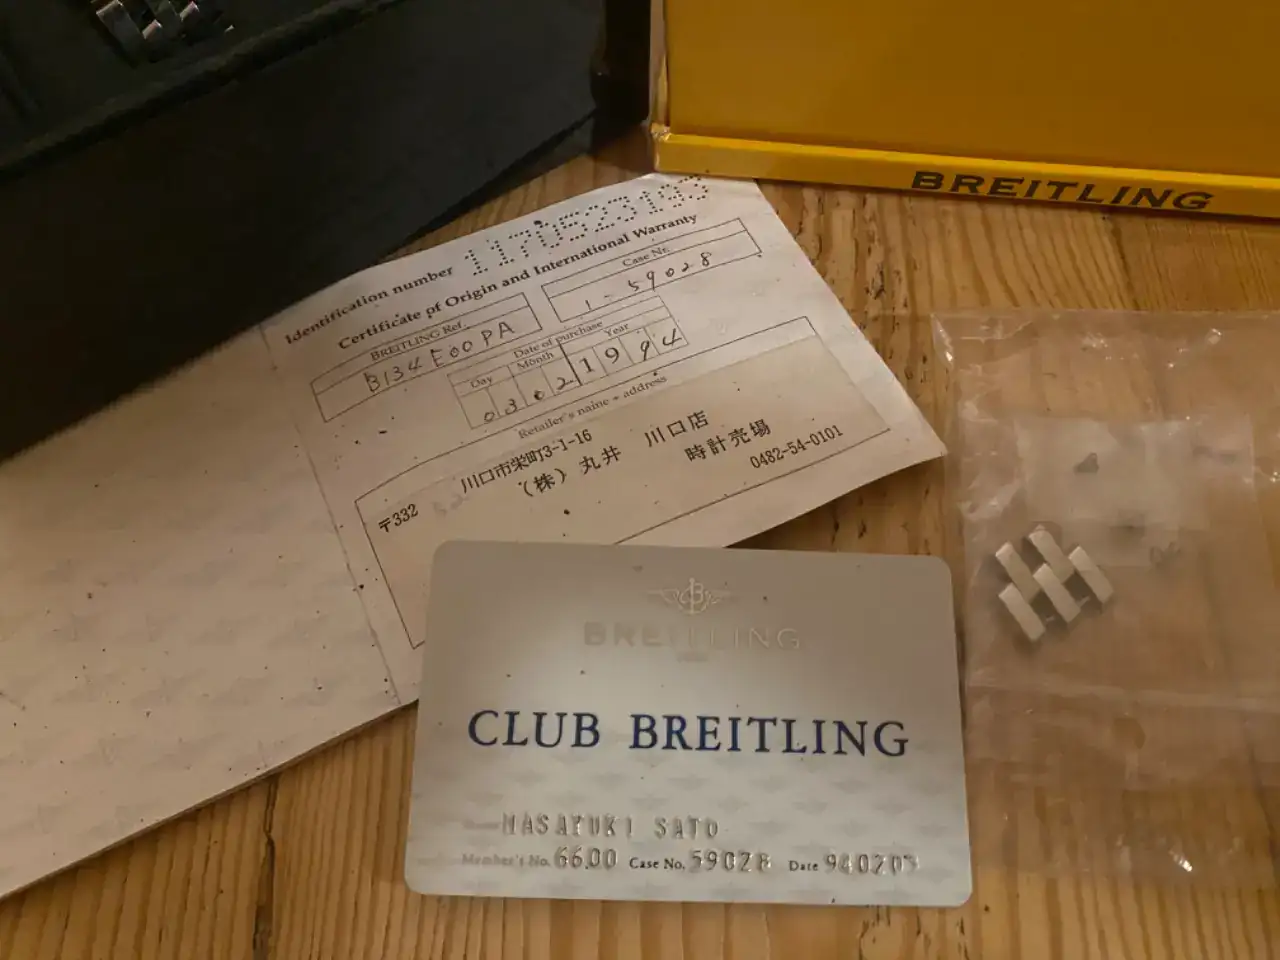 BREITLING
Identification number 1170523193
Certificate of Origin and International Warranty
BREITLING Ref.
B134E00PA
Case Nr.
1-59028
Date of purchase
Day Month Year
03 02 1994
Retailer's name + address
〒332 川口市栄町3-1-16
(株) 丸井 川口店
時計売場
0482-54-0101
BREITLING
CLUB BREITLING
MASAYUKI SATO
Member's No. 6600 Case No. 59028 Date 940203